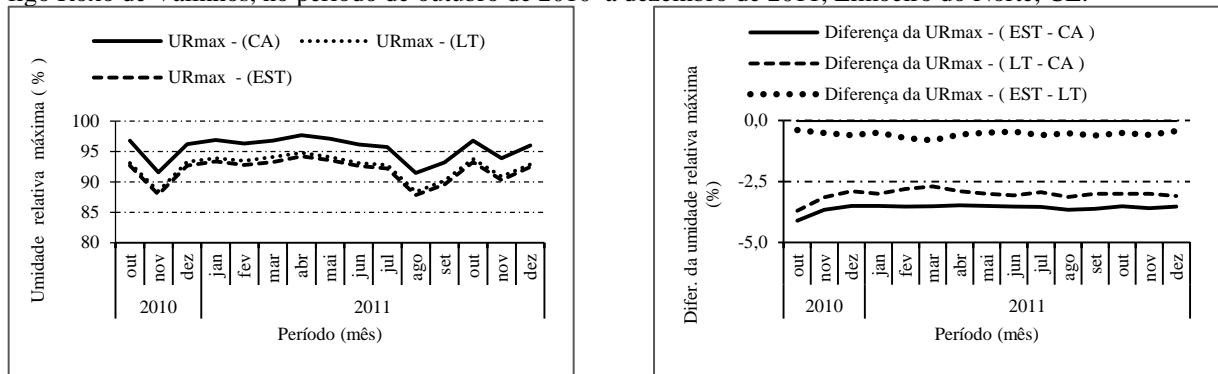 figo Roxo de Valinhos, no período de outubro de 2010 a dezembro de 2011, Limoeiro do Norte, CE.
URmax - (CA)
URmax - (LT)
URmax - (EST)
Umidade relativa máxima ( % )
100
95
90
85
80
out
nov
dez
jan
fev
mar
abr
mai
jun
jul
ago
set
out
nov
dez
2010
2011
Período (mês)
Diferença da URmax - ( EST - CA )
Diferença da URmax - ( LT - CA )
Diferença da URmax - ( EST - LT)
Difer. da umidade relativa máxima
(%)
0,0
-2,5
-5,0
out
nov
dez
jan
fev
mar
abr
mai
jun
jul
ago
set
out
nov
dez
2010
2011
Período (mês)